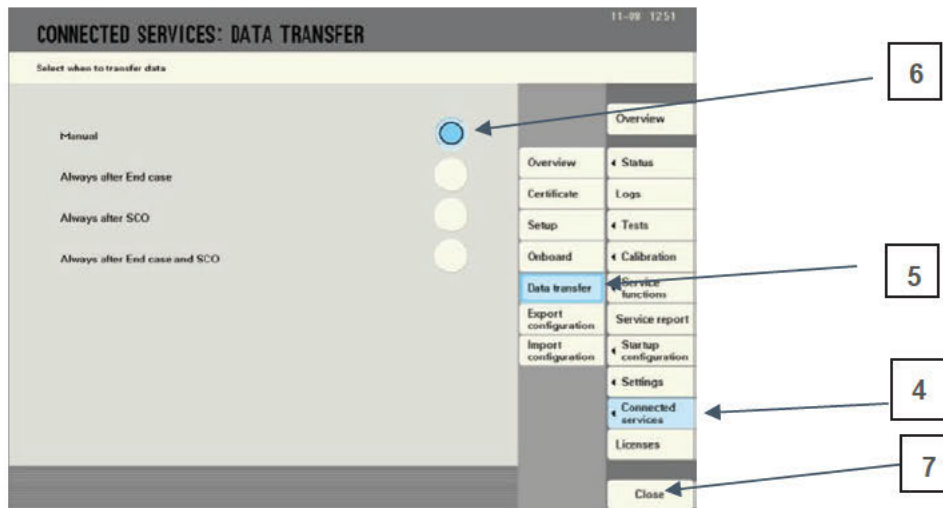 11-08 1251
CONNECTED SERVICES: DATA TRANSFER
Select when to transfer data
Manual
Always after End case
Always after SCO
Always after End case and SCO
Overview
Certificate
Setup
Onboard
Data transfer
Export
configuration
Import
configuration
Overview
Status
Logs
Tests
Calibration
Service
functions
Service report
Startup
configuration
Settings
Connected
services
Licenses
Close
6
5
4
7